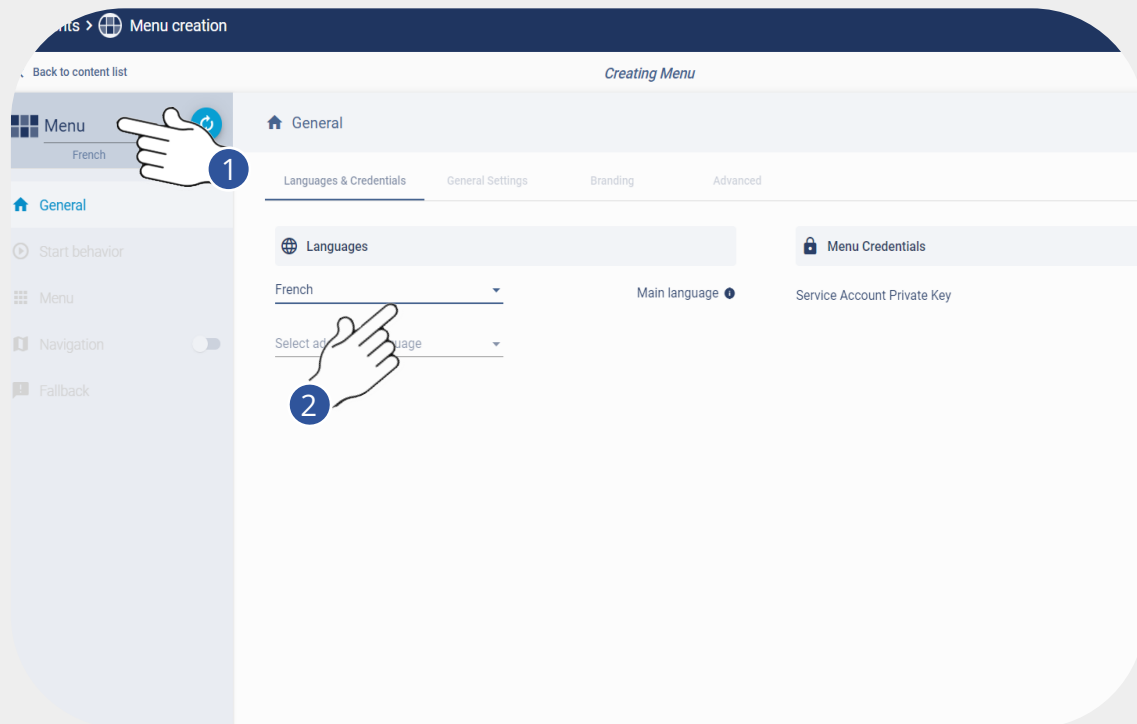 > Menu creation
Back to content list
Creating Menu
Menu
French
1
General
Start behavior
Menu
Navigation
Fallback
General
Languages & Credentials
General Settings
Branding
Advanced
Languages
Menu Credentials
French
Main language
Service Account Private Key
Select
2